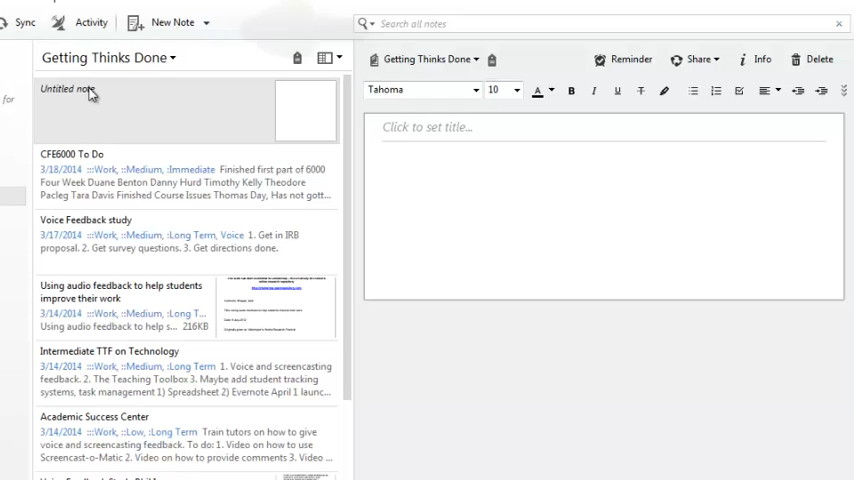 Sync Activity New Note Search all notes
for
Getting Thinks Done
Untitled note
CFE6000 To Do
3/18/2014 :::Work, ::Medium, :Immediate Finished first part of 6000
Four Week Duane Benton Danny Hurd Timothy Kelly Theodore
Pacleg Tara Davis Finished Course Issues Thomas Day, Has not gott...
Voice Feedback study
3/17/2014 :::Work, ::Medium, :Long Term, Voice 1. Get in IRB
proposal. 2. Get survey questions. 3. Get directions done.
Using audio feedback to help students
improve their work
3/14/2014 :::Work, ::Medium, :Long T...
Using audio feedback to help s... 216KB
Intermediate TTF on Technology
3/14/2014 :::Work, ::Medium, :Long Term 1. Voice and screencasting
feedback. 2. The Teaching Toolbox 3. Maybe add student tracking
systems, task management 1) Spreadsheet 2) Evernote April 1 launc...
Academic Success Center
3/14/2014 :::Work, ::Low, :Long Term Train tutors on how to give
voice and screencasting feedback. To do: 1. Video on how to use
Screencast-o-Matic 2. Video on how to provide comments 3. Video ...
Getting Thinks Done Reminder Share Info Delete
Tahoma 10 A B I U T
Click to set title...